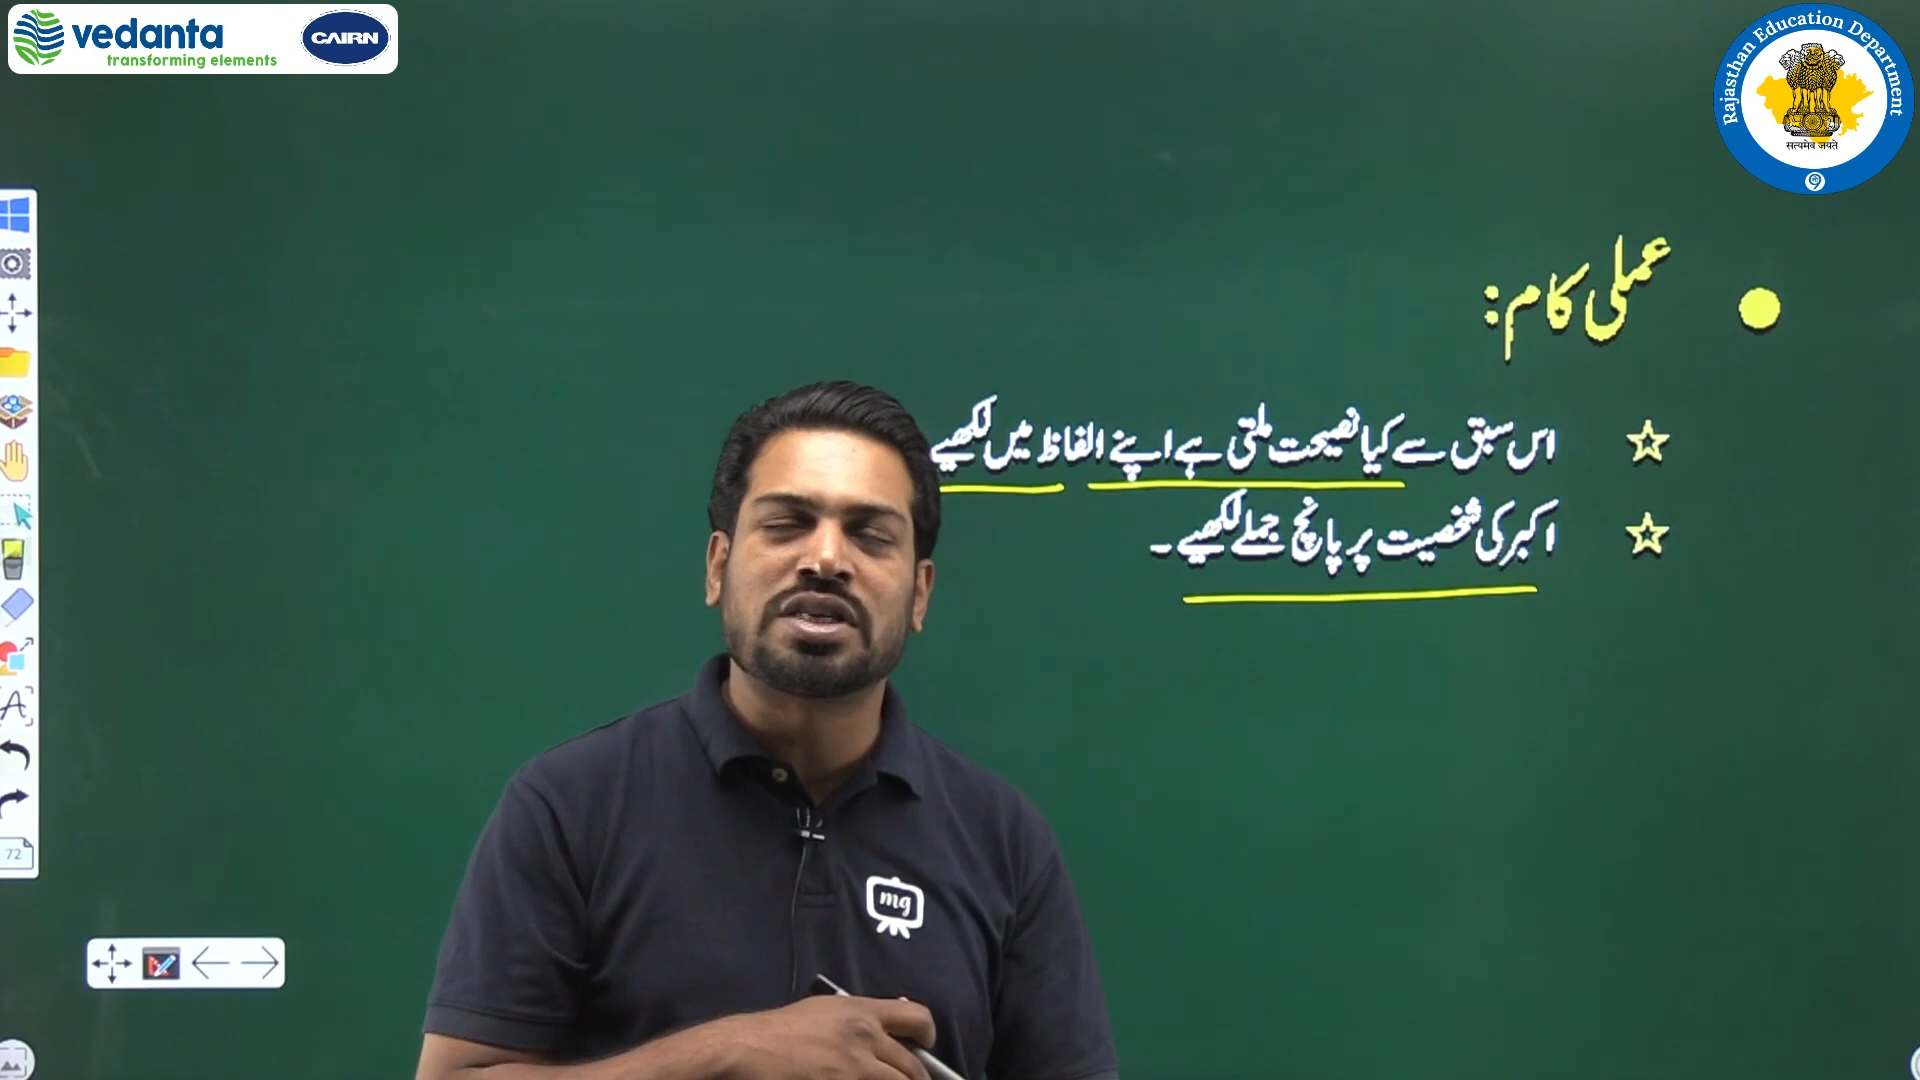 vedanta
transforming elements
CAIRN
Rajasthan Education Department
सत्यमेव जयते
عملی کام:
اس سبق سے کیا نصیحت ملتی ہے اپنے الفاظ میں لکھیے
اکبر کی شخصیت پر پانچ جملے لکھیے۔
72
mg